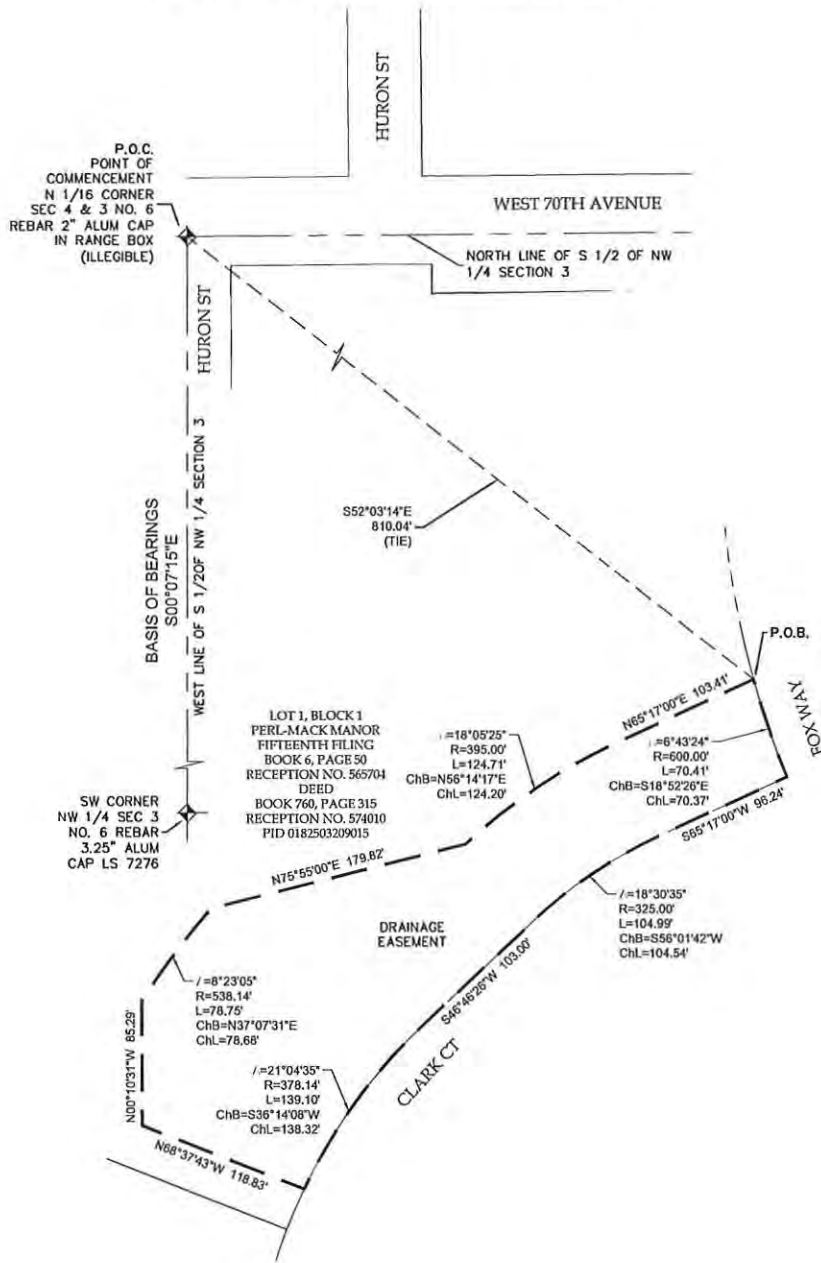 HURON ST
P.O.C.
POINT OF
COMMENCEMENT
N 1/16 CORNER
SEC 4 & 3 NO. 6
REBAR 2" ALUM CAP
IN RANGE BOX
(ILLEGIBLE)
WEST 70TH AVENUE
NORTH LINE OF S 1/2 OF NW
1/4 SECTION 3
HURON ST
BASIS OF BEARINGS
S00°07'15"E
WEST LINE OF S 1/2OF NW 1/4 SECTION 3
S52°03'14"E
810.04'
(TIE)
P.O.B.
FOX WAY
LOT 1, BLOCK 1
PERL-MACK MANOR
FIFTEENTH FILING
BOOK 6, PAGE 50
RECEPTION NO. 565704
DEED
BOOK 760, PAGE 315
RECEPTION NO. 574010
PID 0182503209015
=18°05'25"
R=395.00'
L=124.71'
ChB=N56°14'17"E
ChL=124.20'
N65°17'00"E 103.41'
=6°43'24"
R=600.00'
L=70.41'
ChB=S18°52'26"E
ChL=70.37'
S65°17'00"W 96.24'
SW CORNER
NW 1/4 SEC 3
NO. 6 REBAR
3.25" ALUM
CAP LS 7276
N75°55'00"E 179.82'
DRAINAGE
EASEMENT
=18°30'35"
R=325.00'
L=104.99'
ChB=S56°01'42"W
ChL=104.54'
S46°46'26"W 103.00'
=8°23'05"
R=538.14'
L=78.75'
ChB=N37°07'31"E
ChL=78.68'
N00°10'31"W 85.29'
=21°04'35"
R=378.14'
L=139.10'
ChB=S36°14'08"W
ChL=138.32'
CLARK CT
N68°37'43"W 118.83'